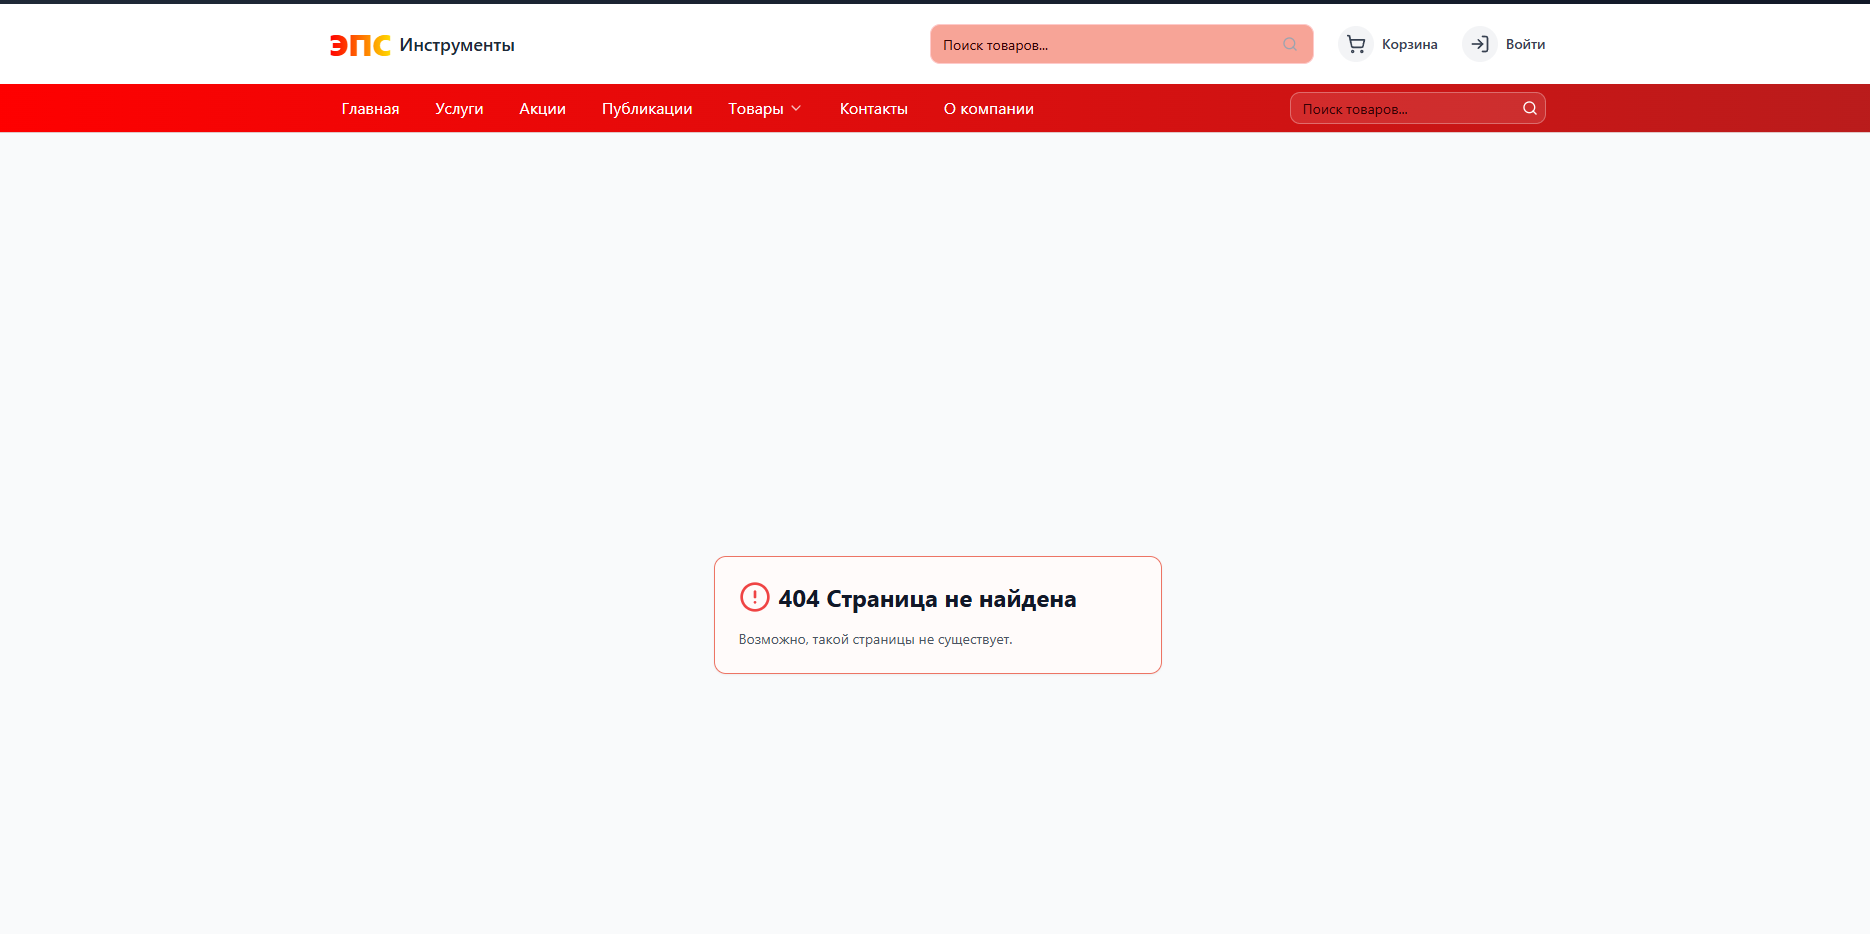 ЭПС Инструменты
Поиск товаров...
Корзина
Войти
Главная
Услуги
Акции
Публикации
Товары
Контакты
О компании
Поиск товаров...
404 Страница не найдена
Возможно, такой страницы не существует.